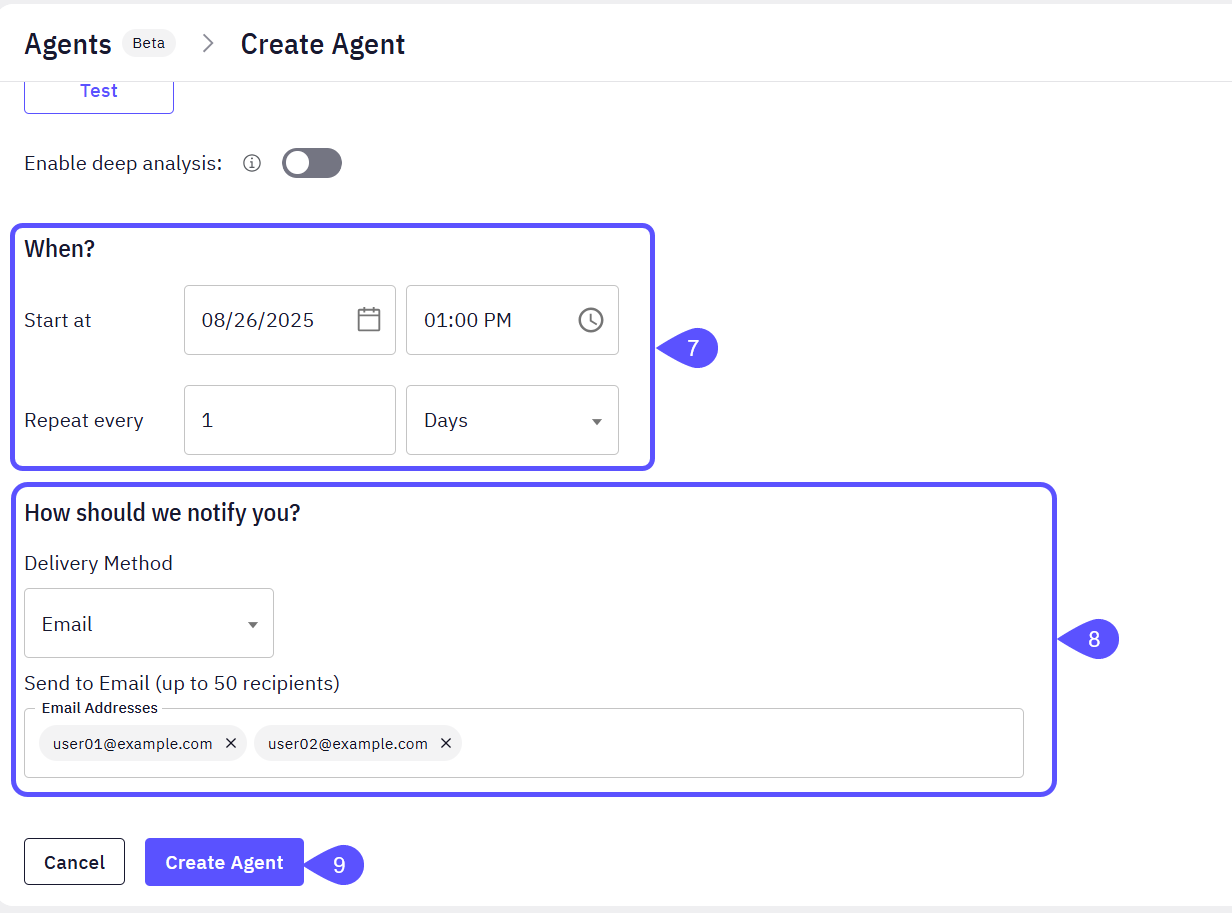 Agents Beta Create Agent
Test
Enable deep analysis:
When?
Start at 08/26/2025 01:00 PM
7
Repeat every 1 Days
How should we notify you?
Delivery Method
Email
8
Send to Email (up to 50 recipients)
Email Addresses
user01@example.com user02@example.com
Cancel Create Agent 9